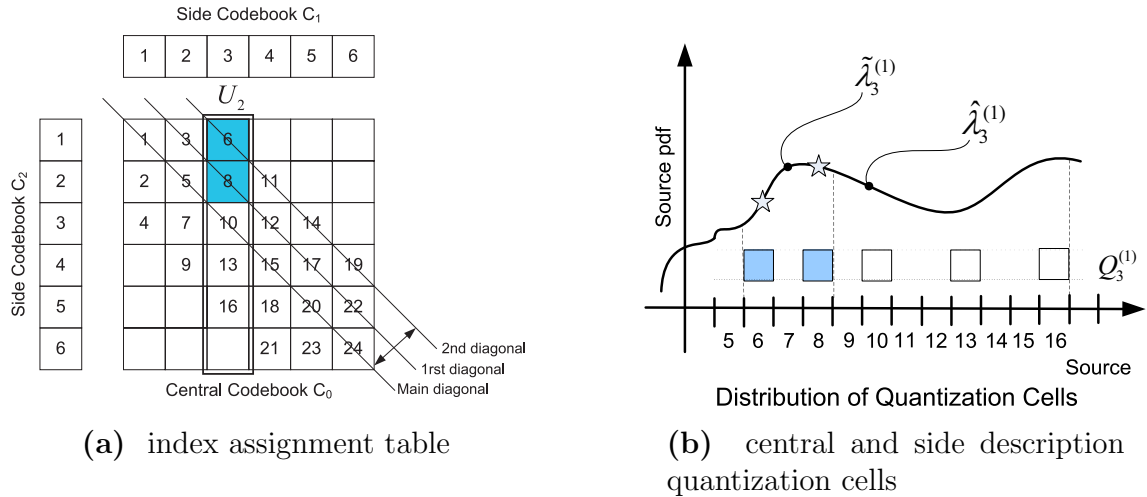 Side Codebook C₁
1 2 3 4 5 6
U₂
Side Codebook C₂
1 1 3 6
2 2 5 8 11
3 4 7 10 12 14
4 9 13 15 17 19
5 16 18 20 22
6 21 23 24
2nd diagonal
1rst diagonal
Main diagonal
Central Codebook C₀
(a) index assignment table
Source pdf
λ̃₃⁽¹⁾
λ̂₃⁽¹⁾
Q₃⁽¹⁾
5 6 7 8 9 10 11 12 13 14 15 16
Source
Distribution of Quantization Cells
(b) central and side description
quantization cells